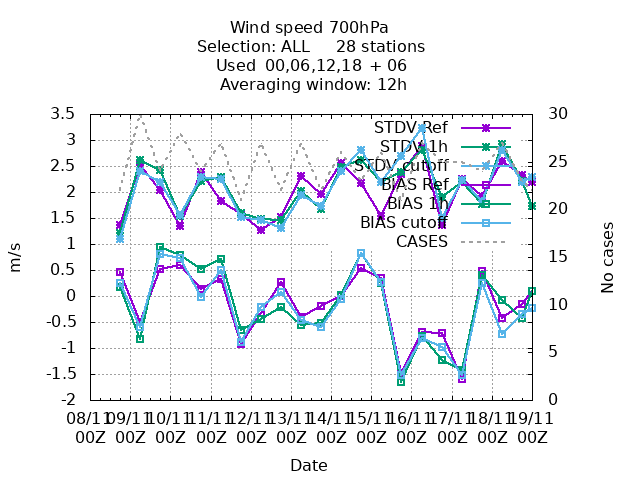 Wind speed 700hPa
Selection: ALL 28 stations
Used 00,06,12,18 + 06
Averaging window: 12h
3.5
3
2.5
2
1.5
1
0.5
0
-0.5
-1
-1.5
-2
m/s
30
25
20
15
10
5
0
No cases
STDV Ref
STDV 1h
STDV cutoff
BIAS Ref
BIAS 1h
BIAS cutoff
CASES
08/11 09/11 10/11 11/11 12/11 13/11 14/11 15/11 16/11 17/11 18/11 19/11
00Z 00Z 00Z 00Z 00Z 00Z 00Z 00Z 00Z 00Z 00Z 00Z
Date